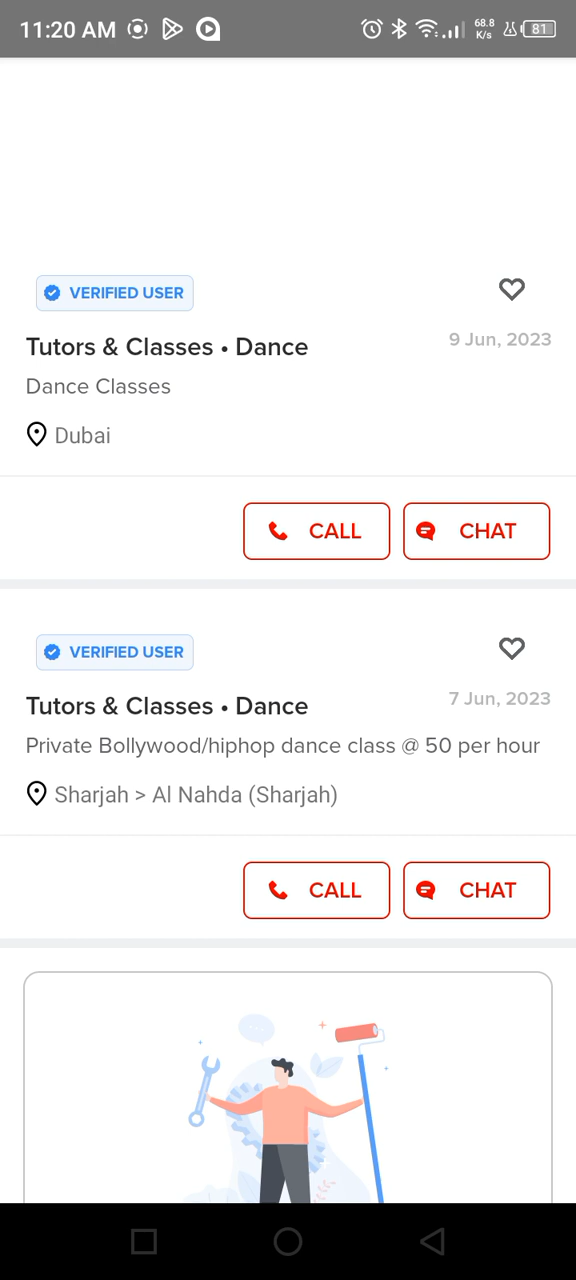 11:20 AM
68.8
K/s
81
VERIFIED USER
Tutors & Classes • Dance
9 Jun, 2023
Dance Classes
Dubai
CALL
CHAT
VERIFIED USER
Tutors & Classes • Dance
7 Jun, 2023
Private Bollywood/hiphop dance class @ 50 per hour
Sharjah > Al Nahda (Sharjah)
CALL
CHAT